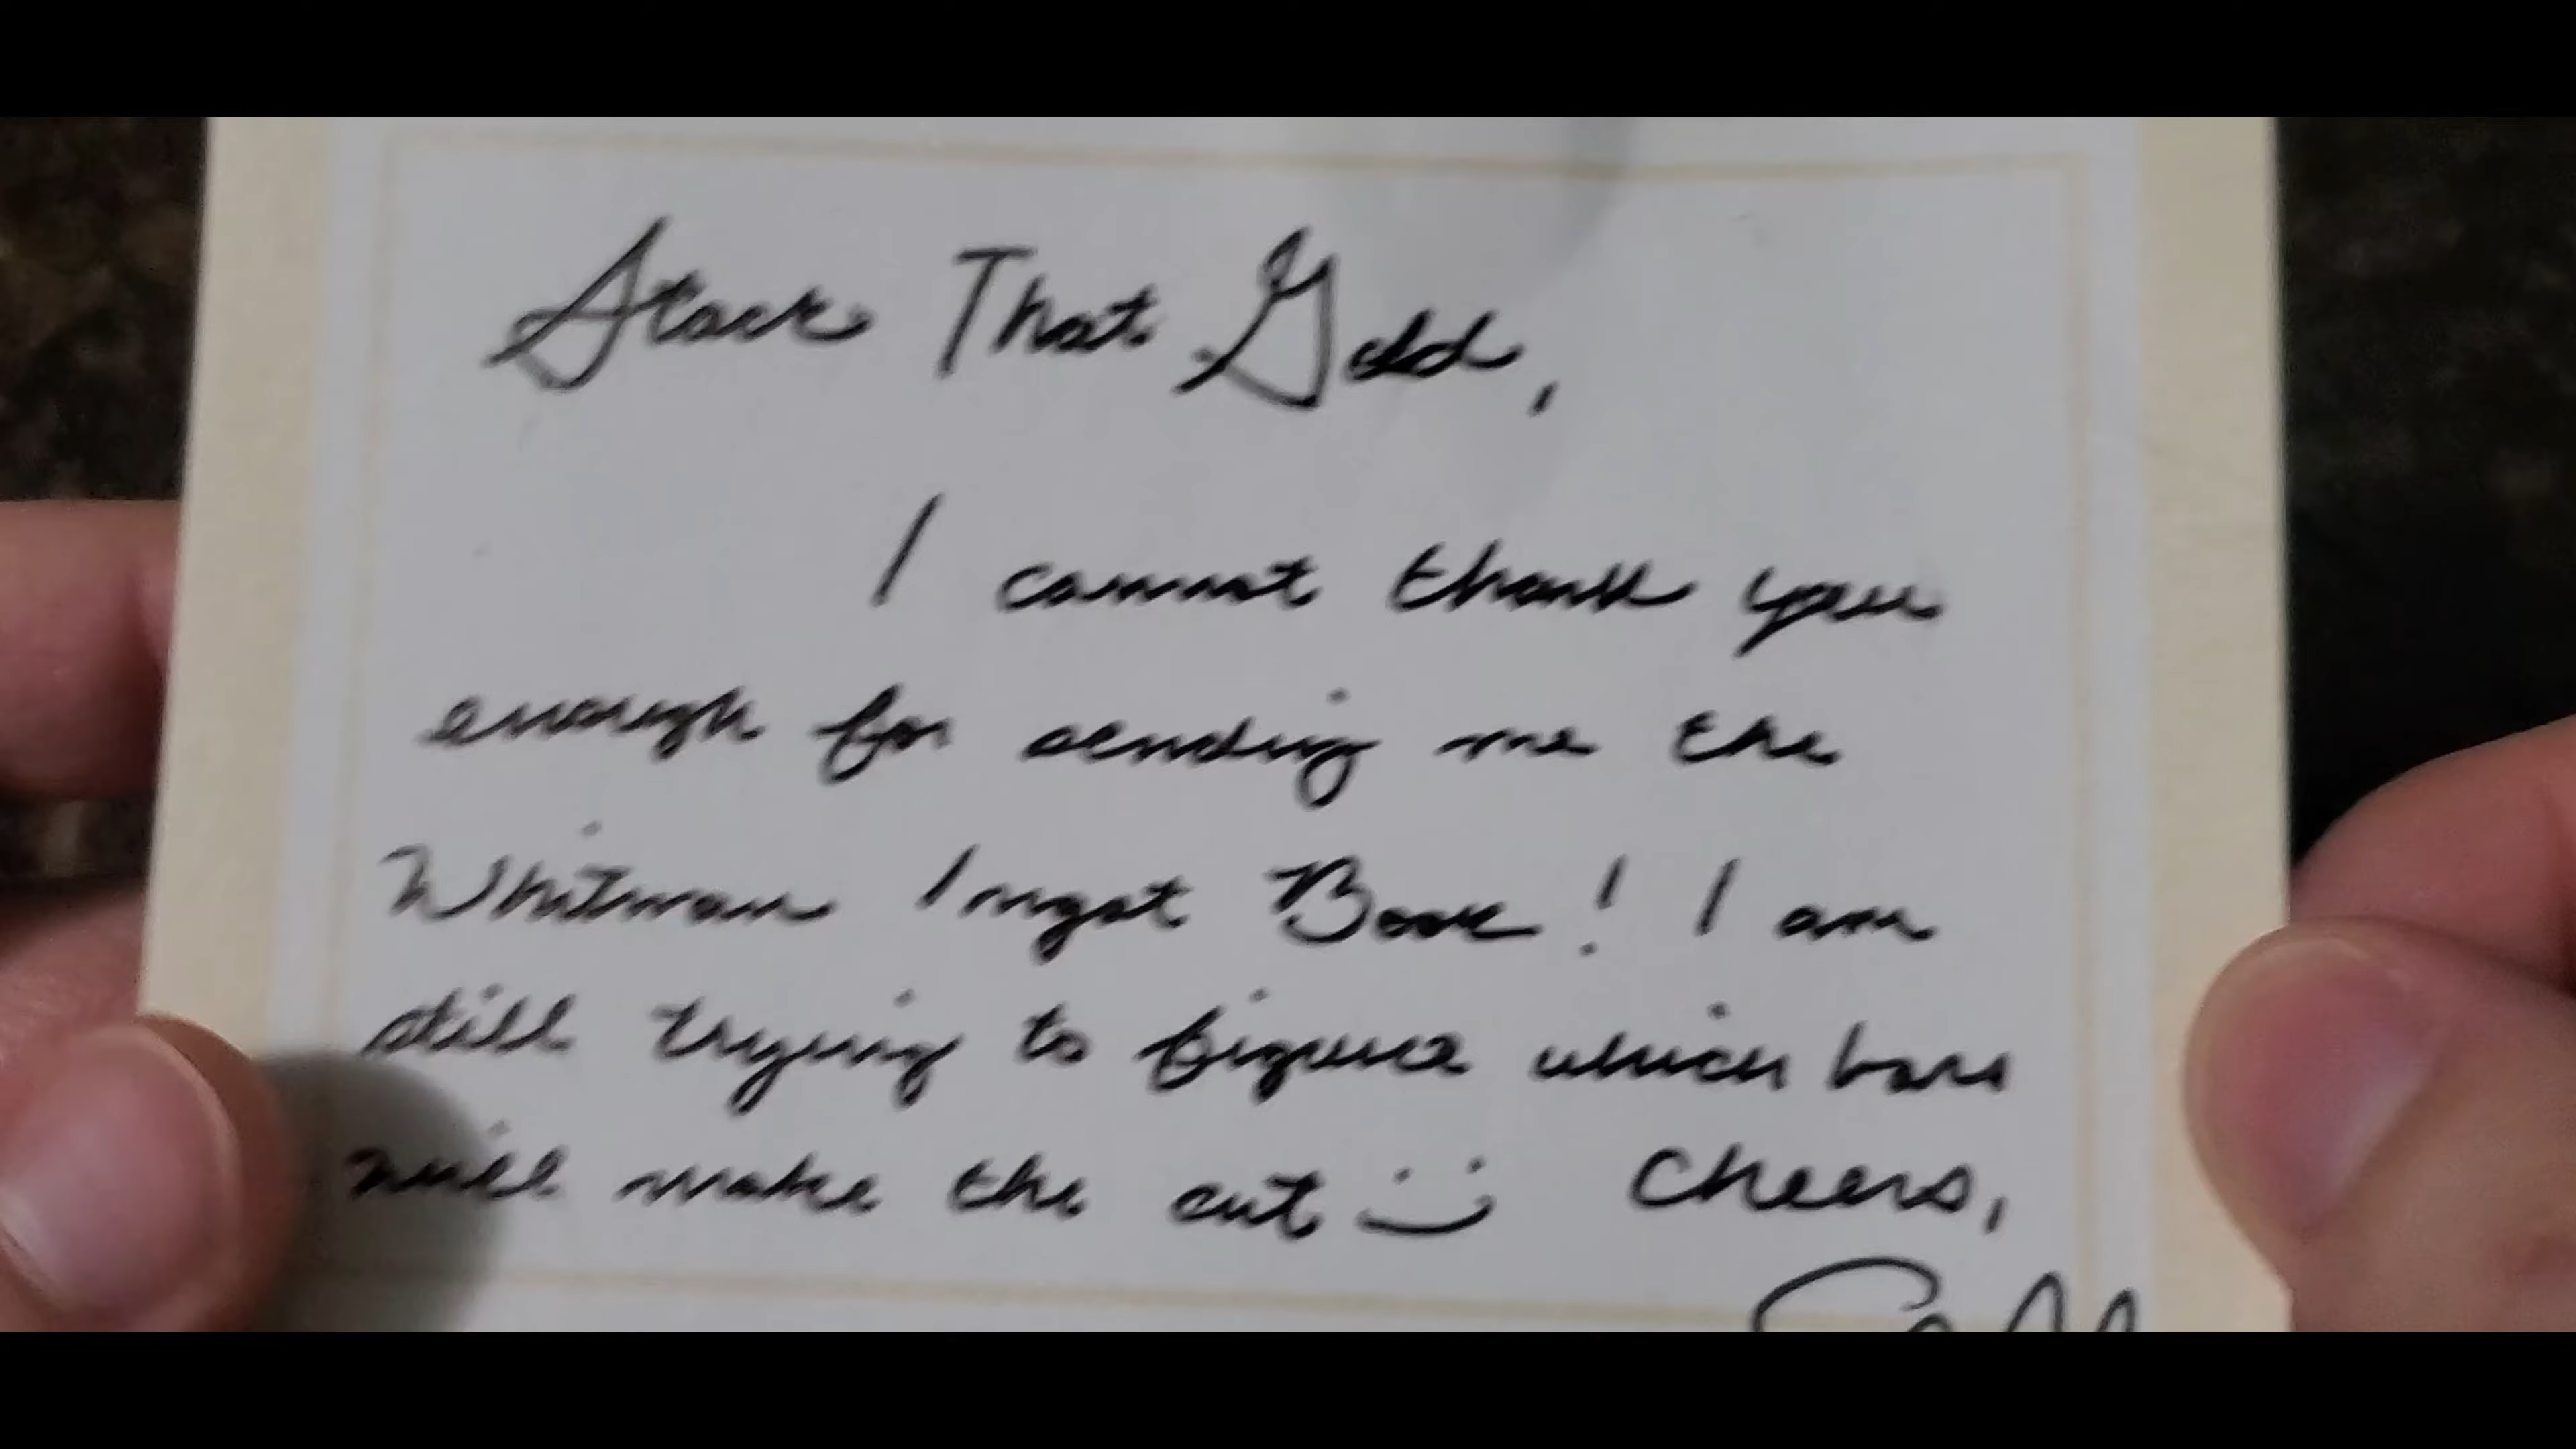 Stack That Gold,
I cannot thank you
enough for sending me the
Whitman Ingot Book! I am
still trying to figure which bars
will make the cut :) Cheers,